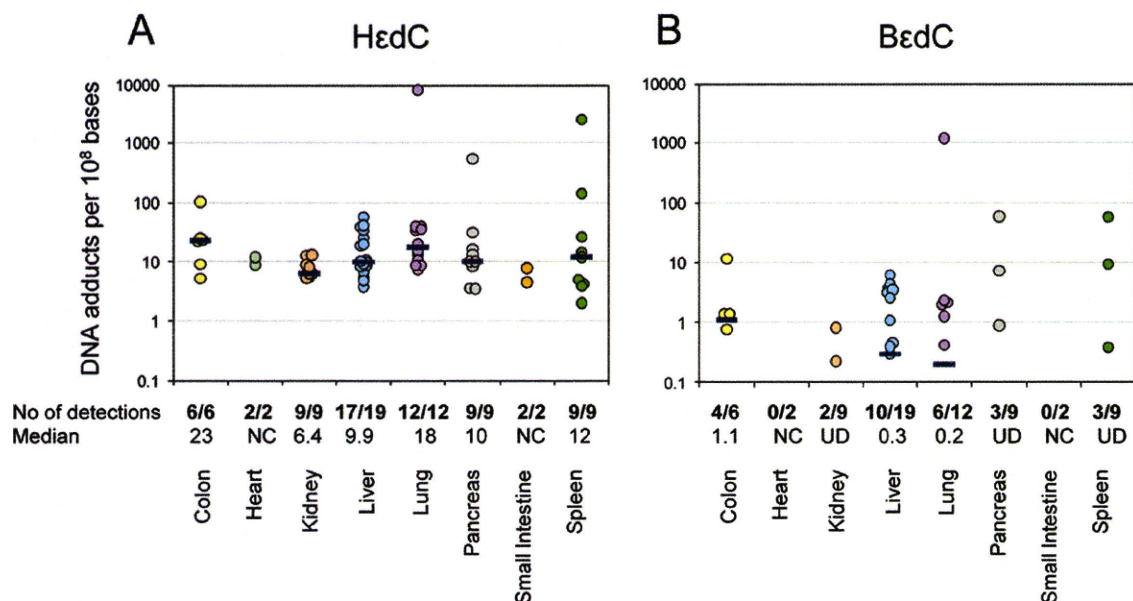 A
HεdC
B
BεdC
DNA adducts per 10⁸ bases
10000
1000
100
10
1
0.1
10000
1000
100
10
1
0.1
No of detections 6/6 2/2 9/9 17/19 12/12 9/9 2/2 9/9 4/6 0/2 2/9 10/19 6/12 3/9 0/2 3/9
Median 23 NC 6.4 9.9 18 10 NC 12 1.1 NC UD 0.3 0.2 UD NC UD
Colon
Heart
Kidney
Liver
Lung
Pancreas
Small Intestine
Spleen
Colon
Heart
Kidney
Liver
Lung
Pancreas
Small Intestine
Spleen